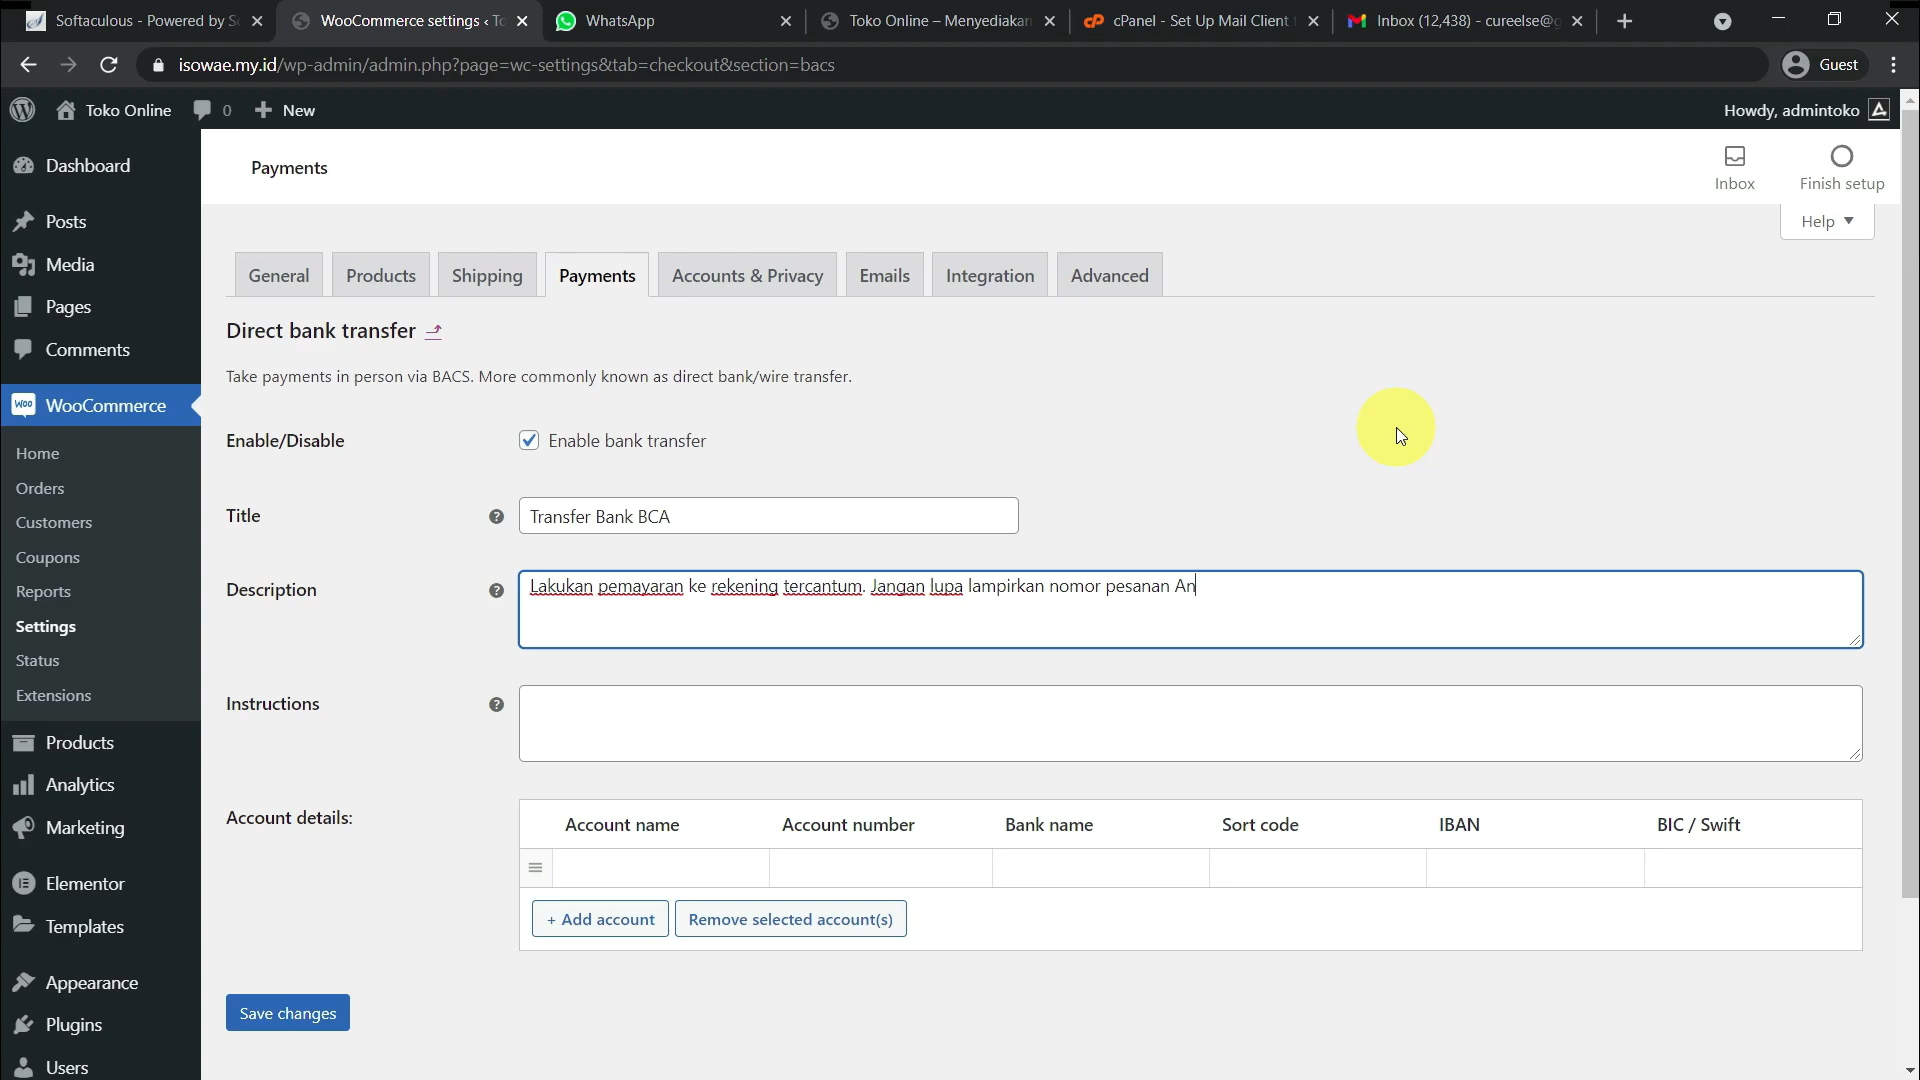 Softaculous - Powered by S
WooCommerce settings ‹ To
WhatsApp
Toko Online – Menyediakan
cPanel - Set Up Mail Client
Inbox (12,438) - cureelse@g
isowae.my.id/wp-admin/admin.php?page=wc-settings&tab=checkout&section=bacs
Guest
Toko Online
0
New
Howdy, admintoko
Dashboard
Posts
Media
Pages
Comments
WooCommerce
Home
Orders
Customers
Coupons
Reports
Settings
Status
Extensions
Products
Analytics
Marketing
Elementor
Templates
Appearance
Plugins
Users
Payments
Inbox
Finish setup
Help
General
Products
Shipping
Payments
Accounts & Privacy
Emails
Integration
Advanced
Direct bank transfer
Take payments in person via BACS. More commonly known as direct bank/wire transfer.
Enable/Disable
Enable bank transfer
Title
Transfer Bank BCA
Description
Lakukan pemayaran ke rekening tercantum. Jangan lupa lampirkan nomor pesanan An
Instructions
Account details:
Account name
Account number
Bank name
Sort code
IBAN
BIC / Swift
+ Add account
Remove selected account(s)
Save changes